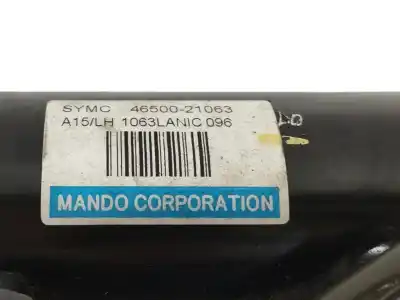 SYMC 46500-21063
A15/LH 1063LANIC 096
MANDO CORPORATION